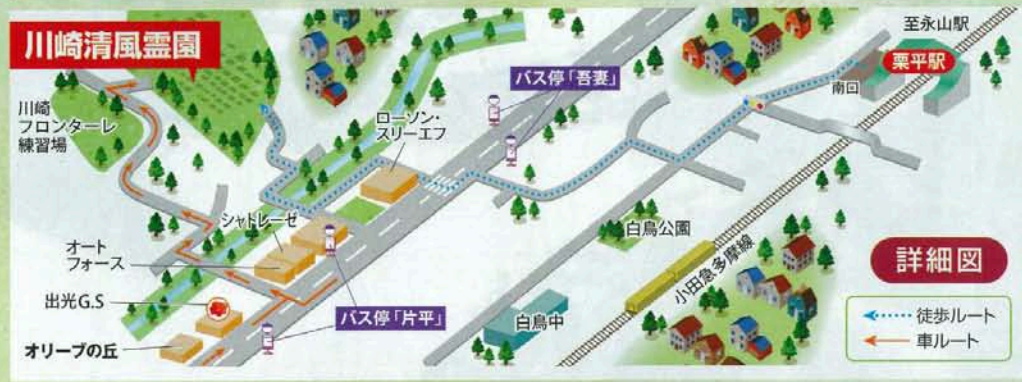 川崎清風霊園
至永山駅
栗平駅
南口
バス停「吾妻」
川崎
フロンターレ
練習場
ローソン・
スリーエフ
シャトレーゼ
オート
フォース
白鳥公園
小田急多摩線
詳細図
出光G.S
バス停「片平」
白鳥中
オリーブの丘
徒歩ルート
車ルート